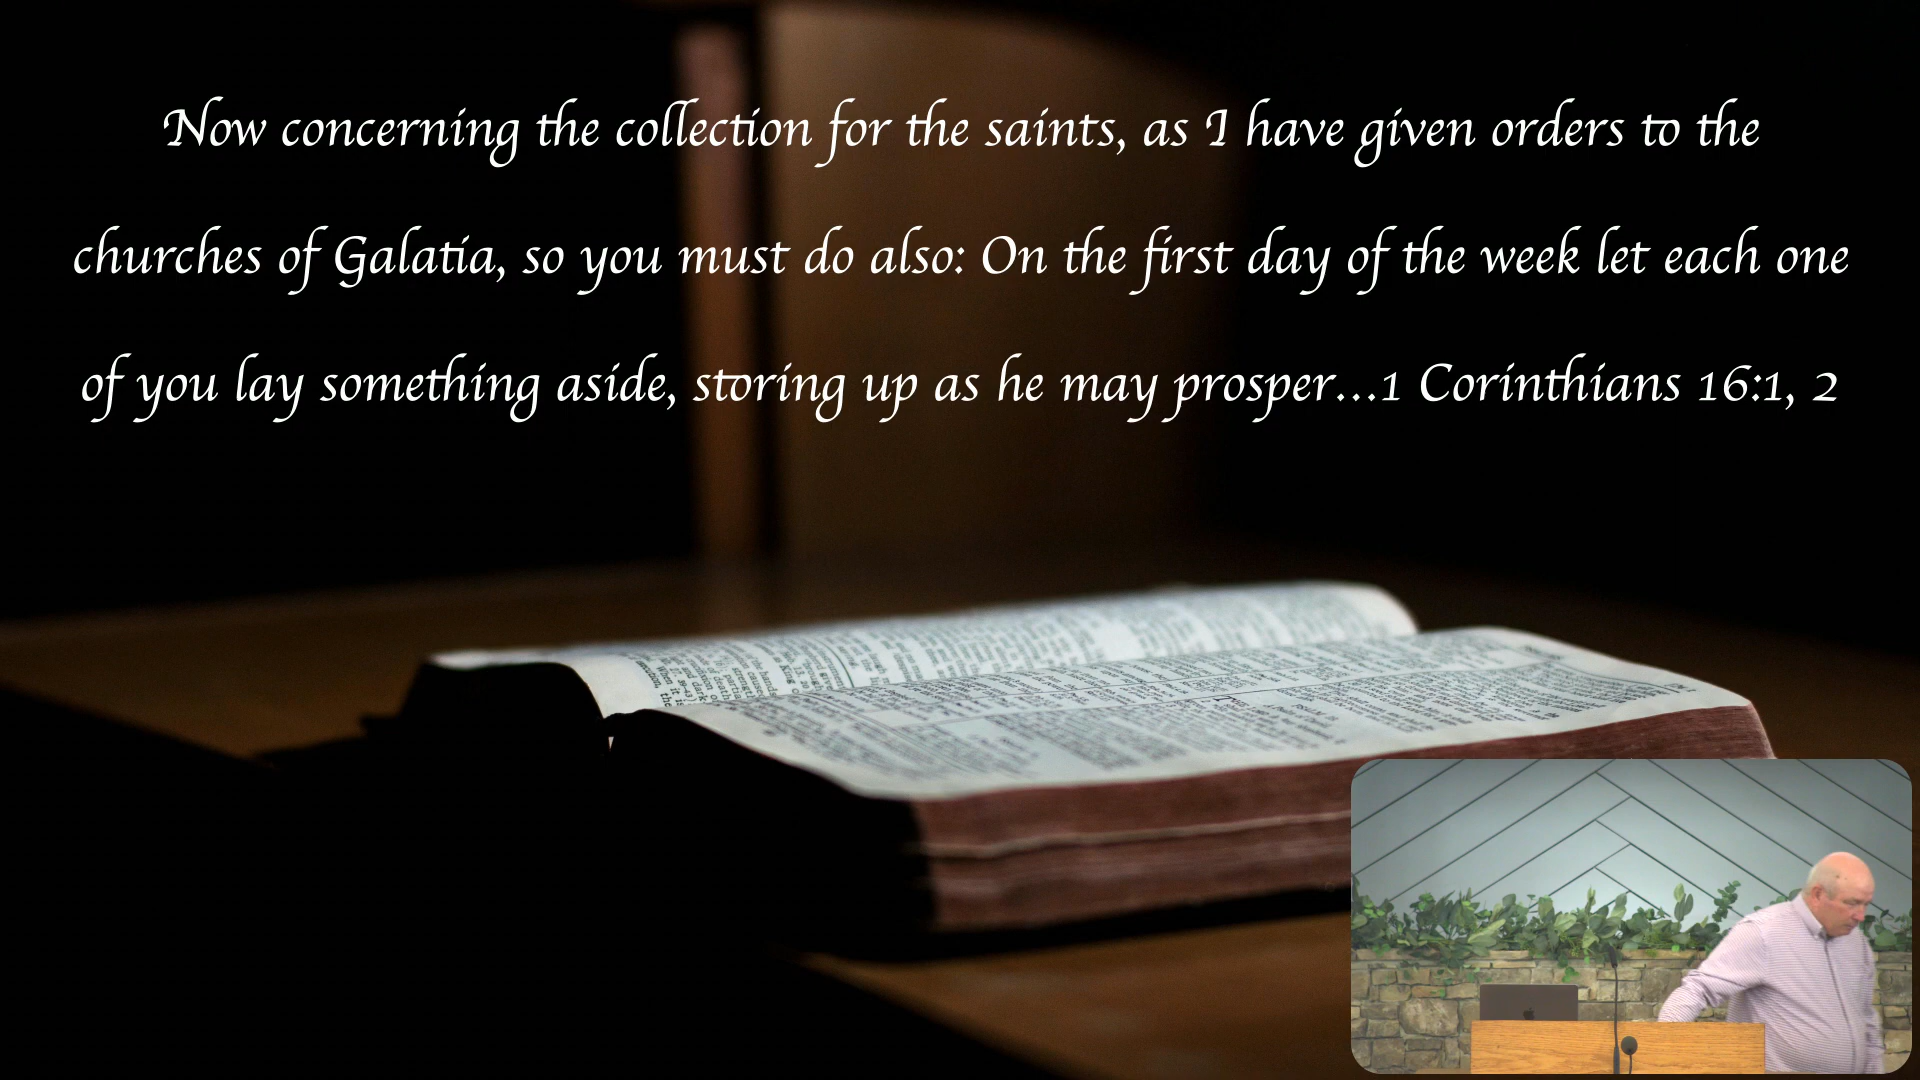 Now concerning the collection for the saints, as I have given orders to the
churches of Galatia, so you must do also: On the first day of the week let each one
of you lay something aside, storing up as he may prosper...1 Corinthians 16:1, 2